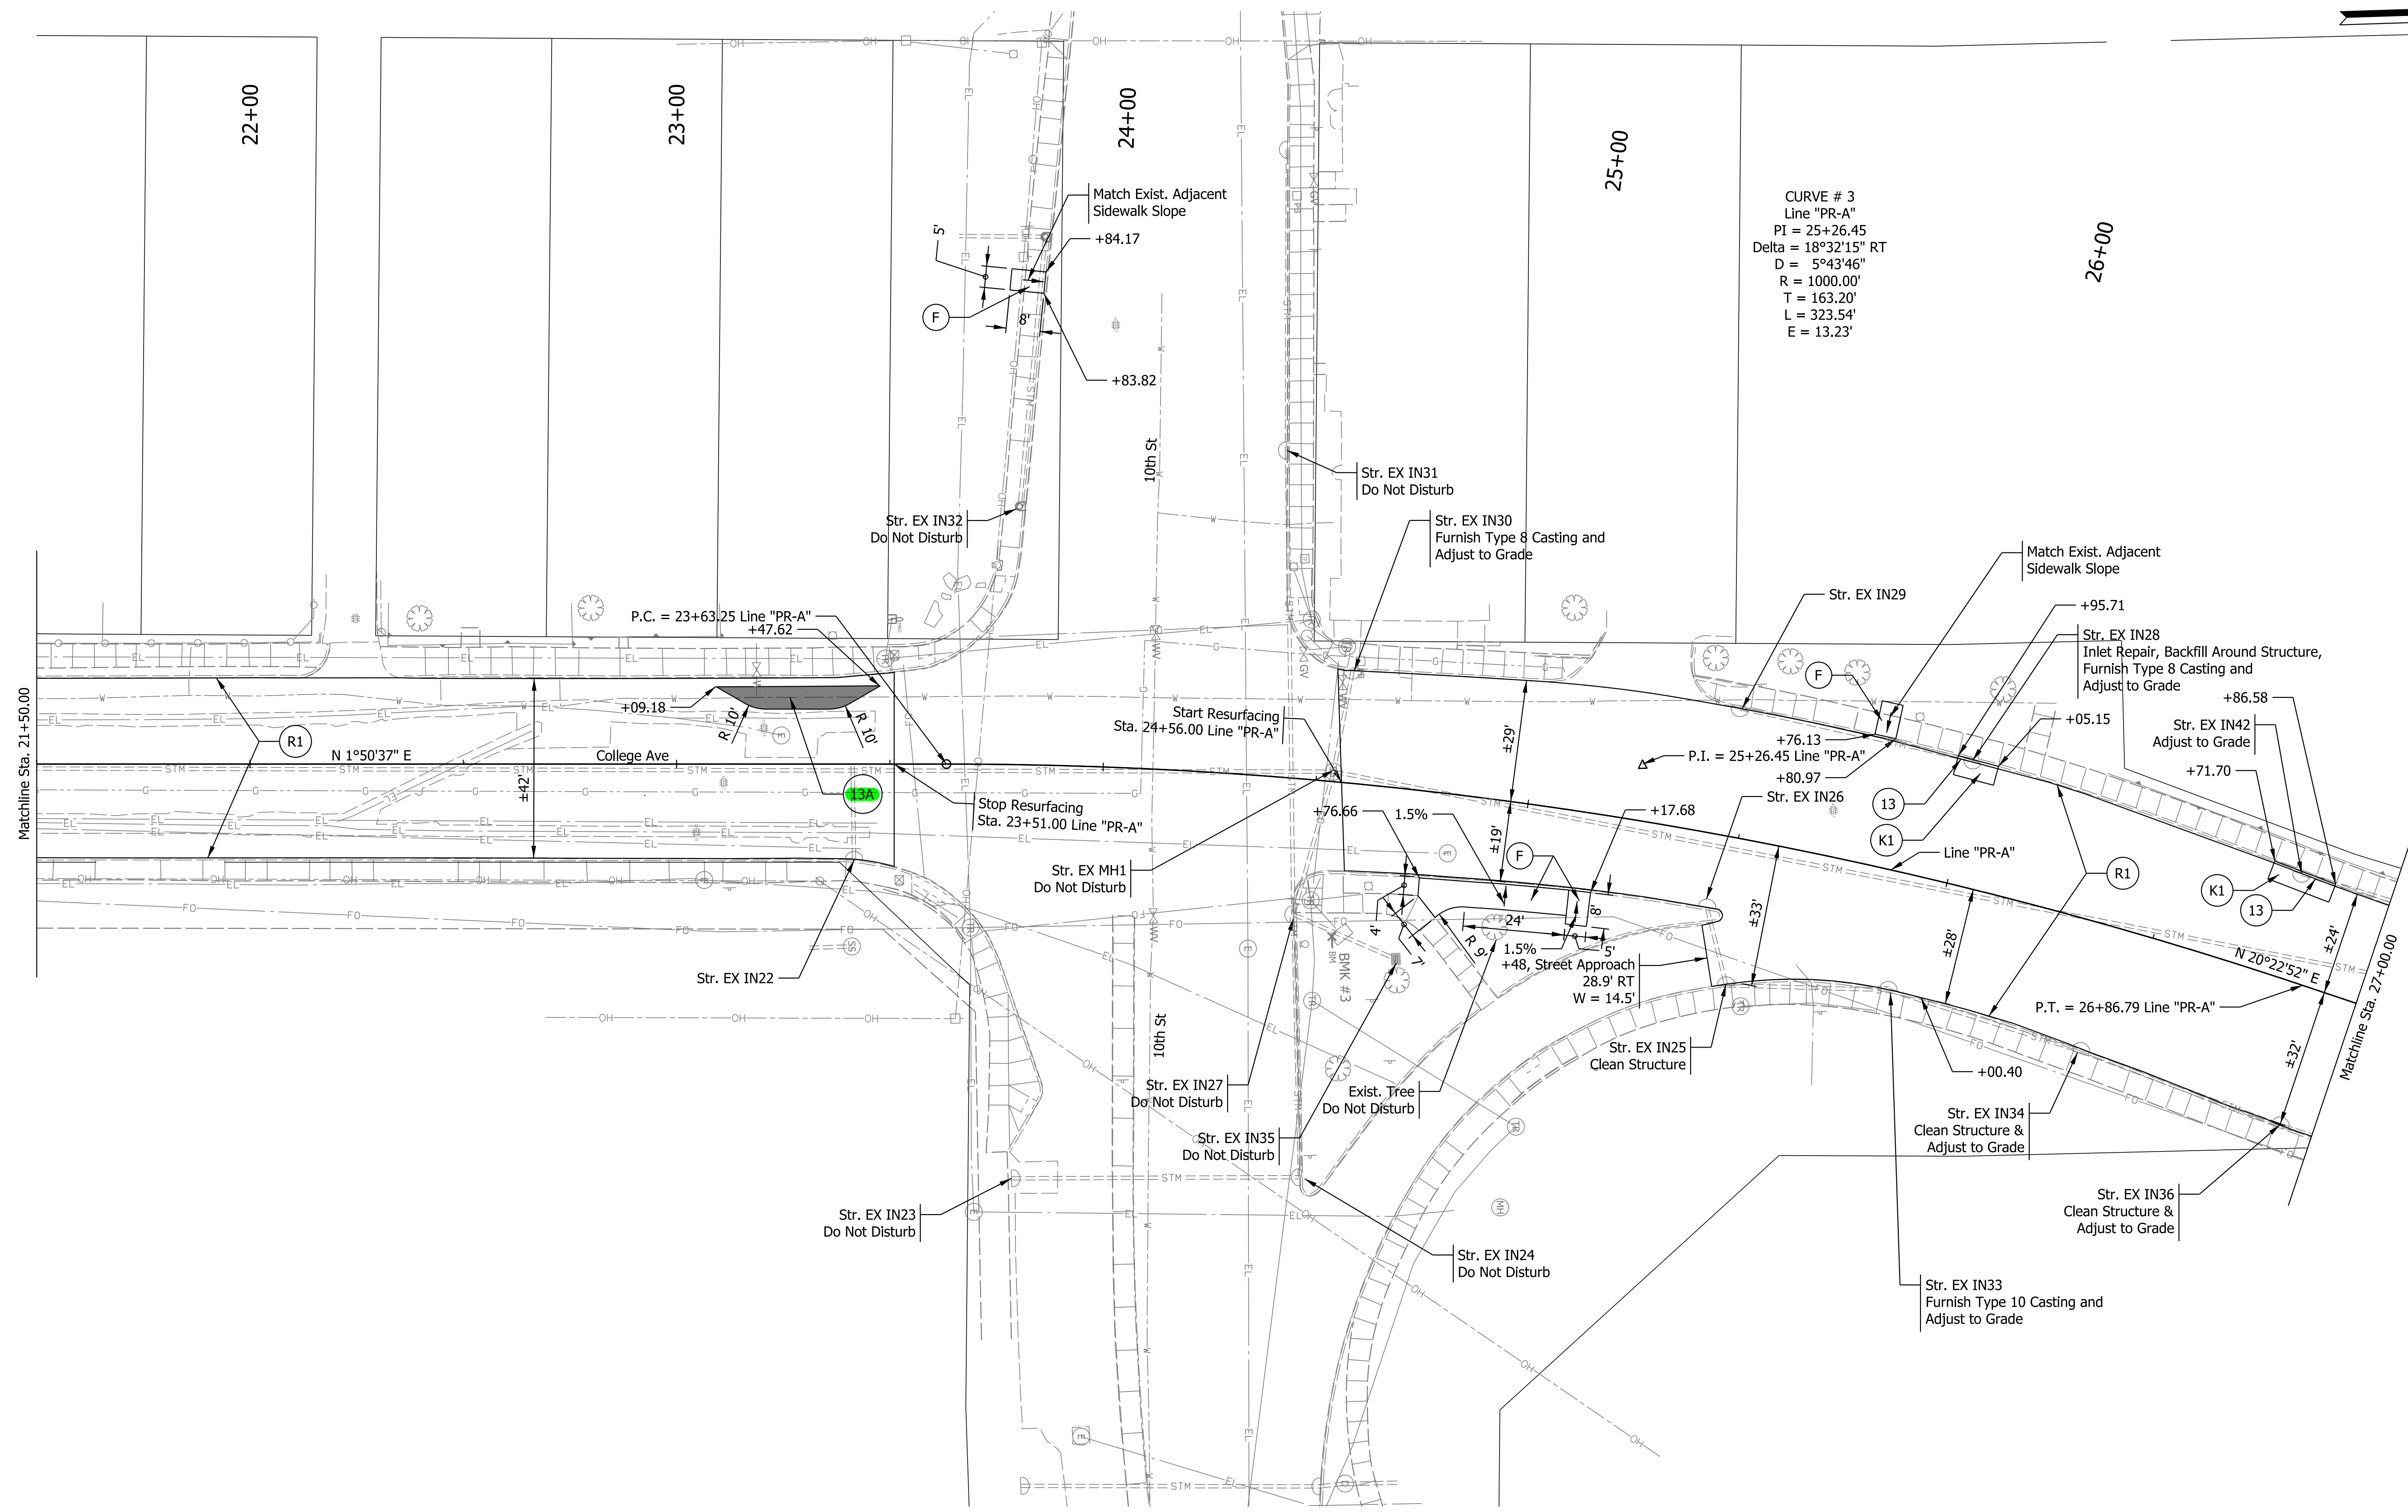 22+00
23+00
24+00
25+00
26+00
CURVE # 3
Line "PR-A"
PI = 25+26.45
Delta = 18°32'15" RT
D = 5°43'46"
R = 1000.00'
T = 163.20'
L = 323.54'
E = 13.23'
Match Exist. Adjacent
Sidewalk Slope
+84.17
5'
F
8'
+83.82
10th St
Str. EX IN31
Do Not Disturb
Str. EX IN32
Do Not Disturb
Str. EX IN30
Furnish Type 8 Casting and
Adjust to Grade
Match Exist. Adjacent
Sidewalk Slope
Str. EX IN29
+95.71
Str. EX IN28
Inlet Repair, Backfill Around Structure,
Furnish Type 8 Casting and
Adjust to Grade
P.C. = 23+63.25 Line "PR-A"
+47.62
F
+86.58
+05.15
Str. EX IN42
Adjust to Grade
+09.18
R 10'
R 10'
Start Resurfacing
Sta. 24+56.00 Line "PR-A"
±29'
+76.13
P.I. = 25+26.45 Line "PR-A"
+80.97
+71.70
Matchline Sta. 21+50.00
R1
N 1°50'37" E
College Ave
±42'
13A
Stop Resurfacing
Sta. 23+51.00 Line "PR-A"
+76.66
1.5%
±19'
+17.68
Str. EX IN26
13
K1
Line "PR-A"
F
R1
K1
13
Str. EX MH1
Do Not Disturb
4'
7'
R 9'
24'
8'
5'
1.5%
±33'
±28'
±24'
N 20°22'52" E
Str. EX IN22
BM
BMK #3
+48, Street Approach
28.9' RT
W = 14.5'
P.T. = 26+86.79 Line "PR-A"
Matchline Sta. 27+00.00
±32'
10th St
Str. EX IN25
Clean Structure
+00.40
Str. EX IN27
Do Not Disturb
Exist. Tree
Do Not Disturb
Str. EX IN35
Do Not Disturb
Str. EX IN34
Clean Structure &
Adjust to Grade
Str. EX IN23
Do Not Disturb
Str. EX IN36
Clean Structure &
Adjust to Grade
Str. EX IN24
Do Not Disturb
Str. EX IN33
Furnish Type 10 Casting and
Adjust to Grade